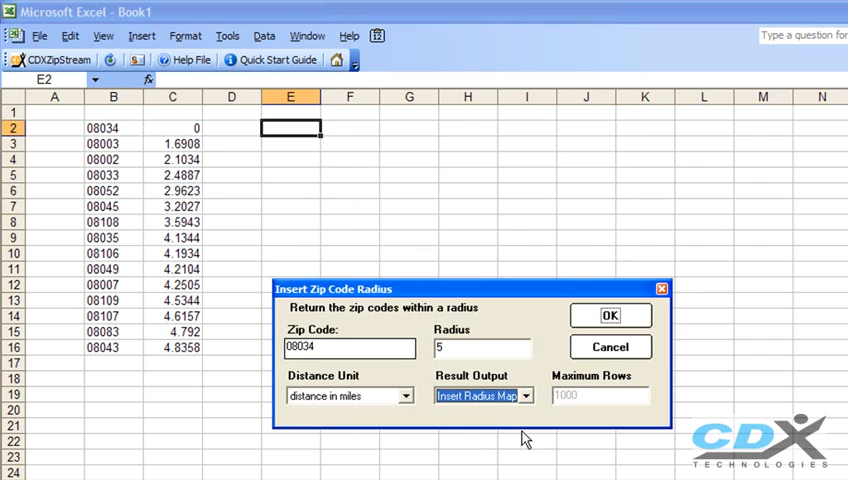 Microsoft Excel - Book1
File Edit View Insert Format Tools Data Window Help 12 Type a question for
CDXZipStream Help File Quick Start Guide
E2 fx
A B C D E F G H I J K L M N
1
2 08034 0
3 08003 1.6908
4 08002 2.1034
5 08033 2.4887
6 08052 2.9623
7 08045 3.2027
8 08108 3.5943
9 08035 4.1344
10 08106 4.1934
11 08049 4.2104
12 08007 4.2505
13 08109 4.5344
14 08107 4.6157
15 08083 4.792
16 08043 4.8358
17
18
19
20
21
22
23
24
Insert Zip Code Radius
Return the zip codes within a radius
OK
Zip Code: Radius
08034 5
Cancel
Distance Unit Result Output Maximum Rows
distance in miles Insert Radius Map 1000
CDX
TECHNOLOGIES